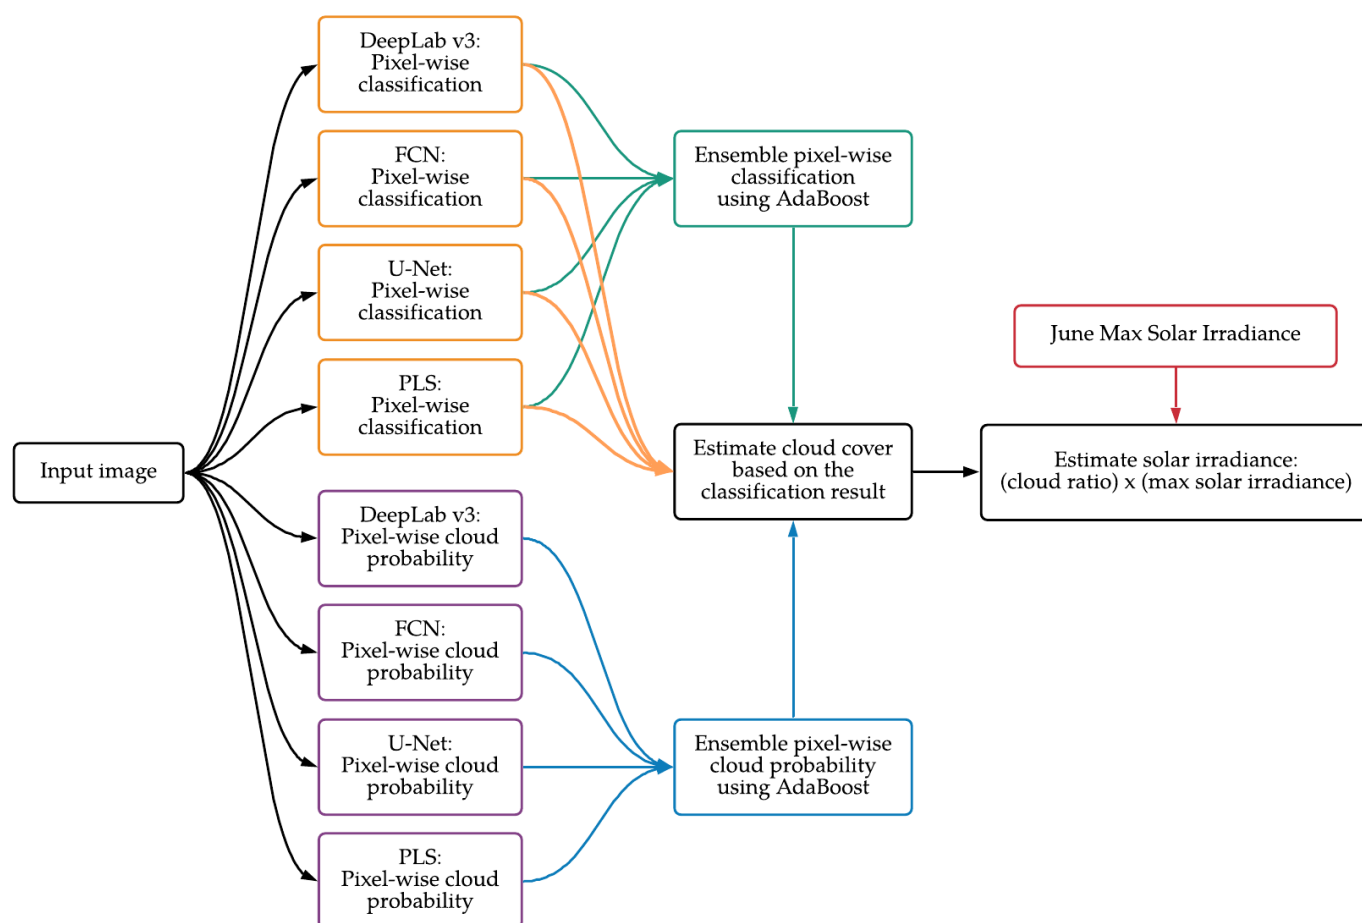 DeepLab v3:
Pixel-wise
classification
FCN:
Pixel-wise
classification
U-Net:
Pixel-wise
classification
PLS:
Pixel-wise
classification
Input image
DeepLab v3:
Pixel-wise cloud
probability
FCN:
Pixel-wise cloud
probability
U-Net:
Pixel-wise cloud
probability
PLS:
Pixel-wise cloud
probability
Ensemble pixel-wise
classification
using AdaBoost
Estimate cloud cover
based on the
classification result
Ensemble pixel-wise
cloud probability
using AdaBoost
June Max Solar Irradiance
Estimate solar irradiance:
(cloud ratio) x (max solar irradiance)